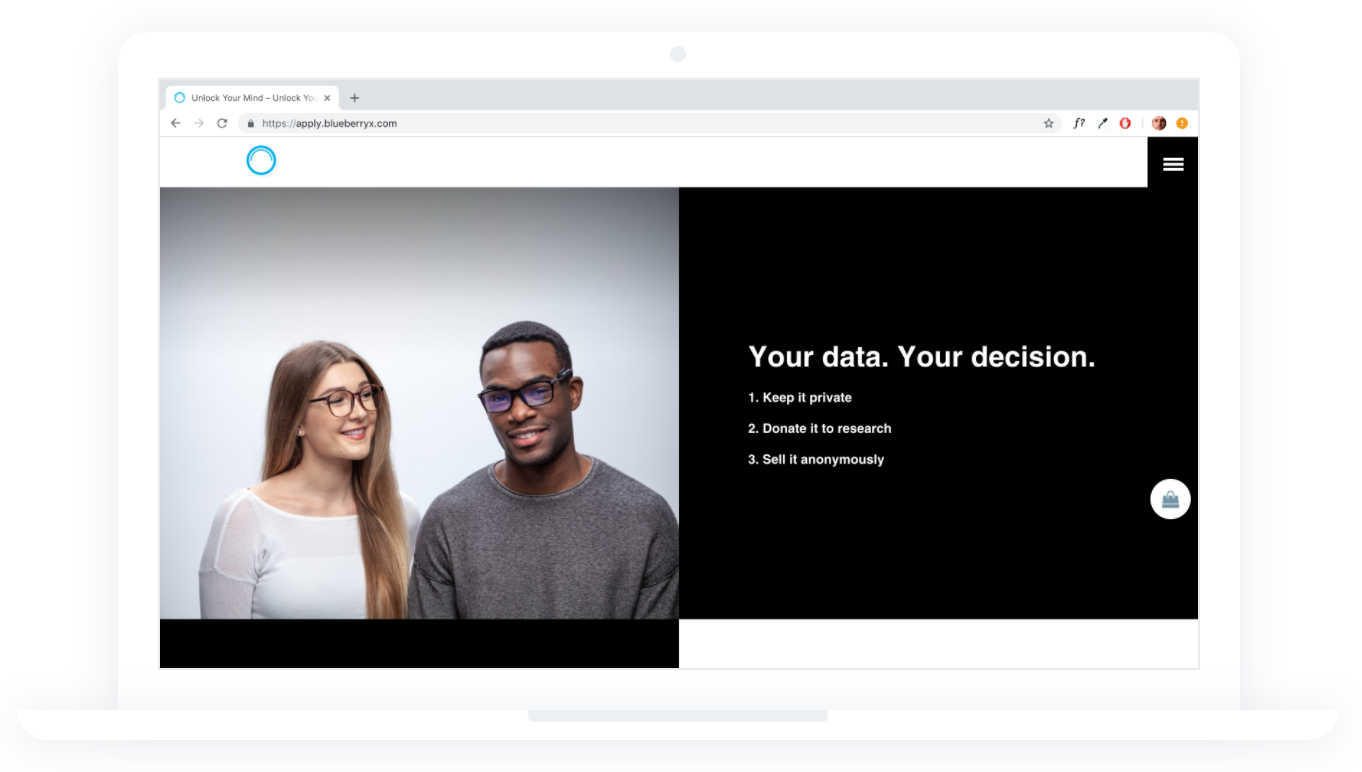 Unlock Your Mind – Unlock You
https://apply.blueberryx.com
f?
Your data. Your decision.
1. Keep it private
2. Donate it to research
3. Sell it anonymously